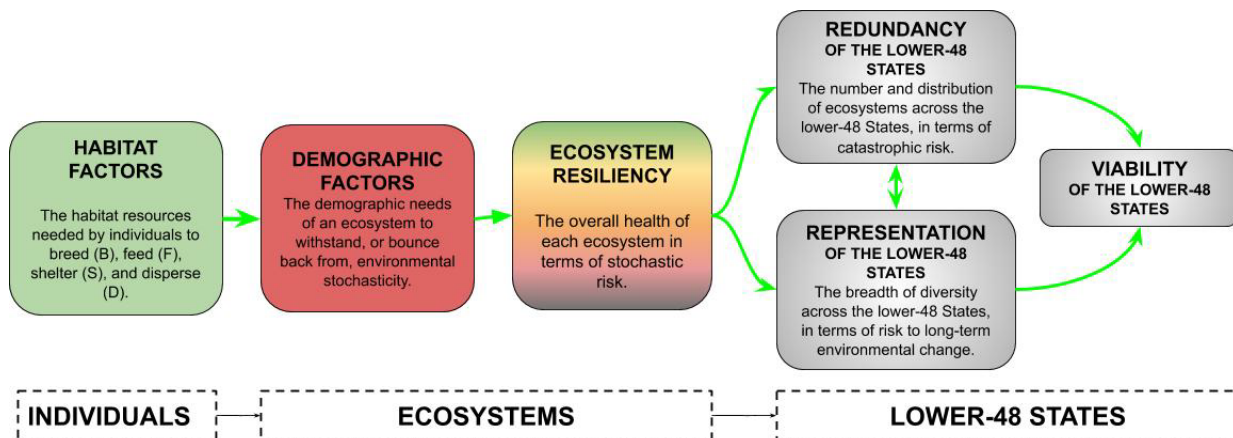 HABITAT
FACTORS
The habitat resources
needed by individuals to
breed (B), feed (F),
shelter (S), and disperse
(D).
DEMOGRAPHIC
FACTORS
The demographic needs
of an ecosystem to
withstand, or bounce
back from, environmental
stochasticity.
ECOSYSTEM
RESILIENCY
The overall health of
each ecosystem in
terms of stochastic
risk.
REDUNDANCY
OF THE LOWER-48
STATES
The number and distribution
of ecosystems across the
lower-48 States, in terms of
catastrophic risk.
REPRESENTATION
OF THE LOWER-48
STATES
The breadth of diversity
across the lower-48 States,
in terms of risk to long-term
environmental change.
VIABILITY
OF THE LOWER-48
STATES
INDIVIDUALS
ECOSYSTEMS
LOWER-48 STATES